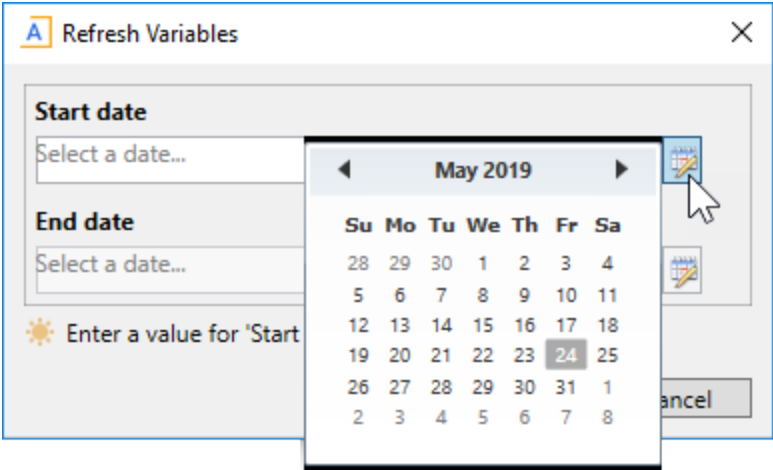 A Refresh Variables
Start date
Select a date...
May 2019
Su Mo Tu We Th Fr Sa
28 29 30 1 2 3 4
5 6 7 8 9 10 11
12 13 14 15 16 17 18
19 20 21 22 23 24 25
26 27 28 29 30 31 1
2 3 4 5 6 7 8
End date
Select a date...
Enter a value for 'Start
ancel